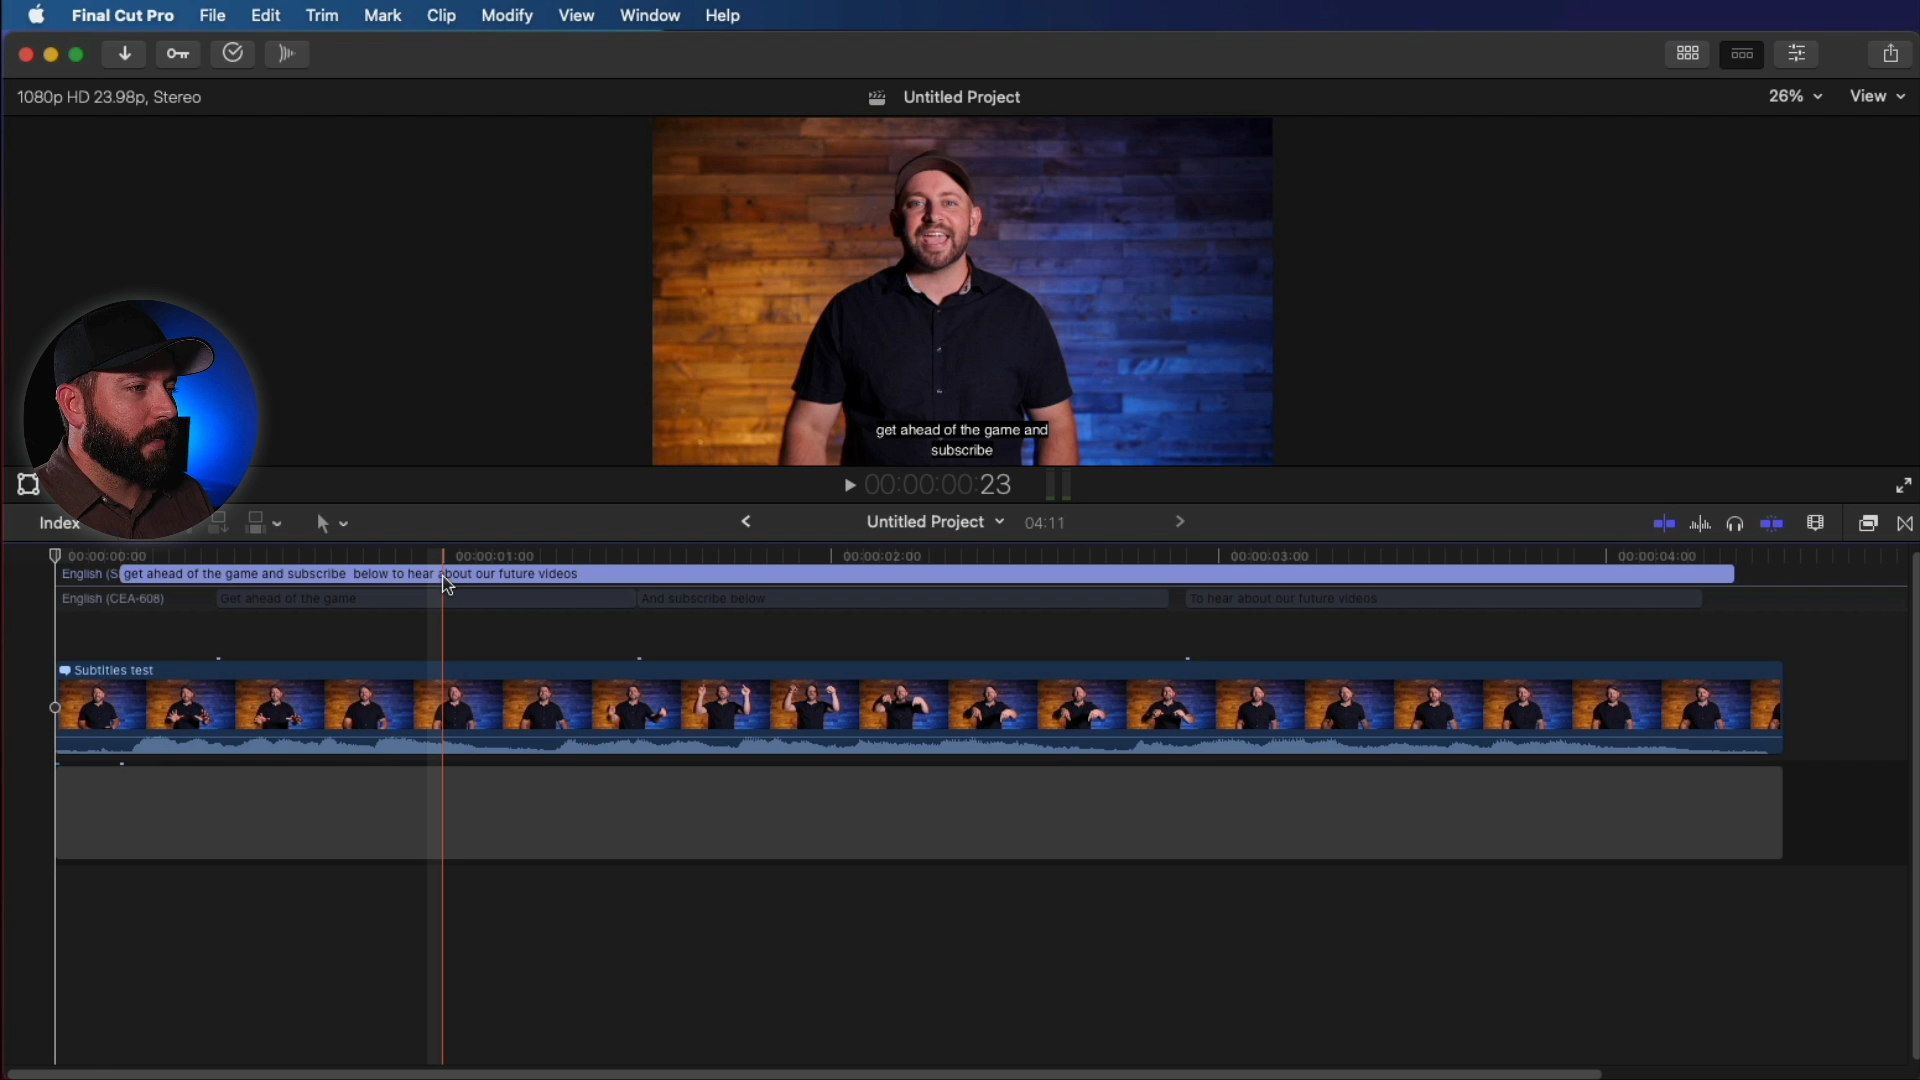 Final Cut Pro File Edit Trim Mark Clip Modify View Window Help
1080p HD 23.98p, Stereo
Untitled Project
26%
View
get ahead of the game and
subscribe
00:00:00:23
Index
Untitled Project
04:11
00:00:00:00 00:00:01:00 00:00:02:00 00:00:03:00 00:00:04:00
English (S get ahead of the game and subscribe below to hear about our future videos
English (CEA-608) Get ahead of the game And subscribe below To hear about our future videos
Subtitles test